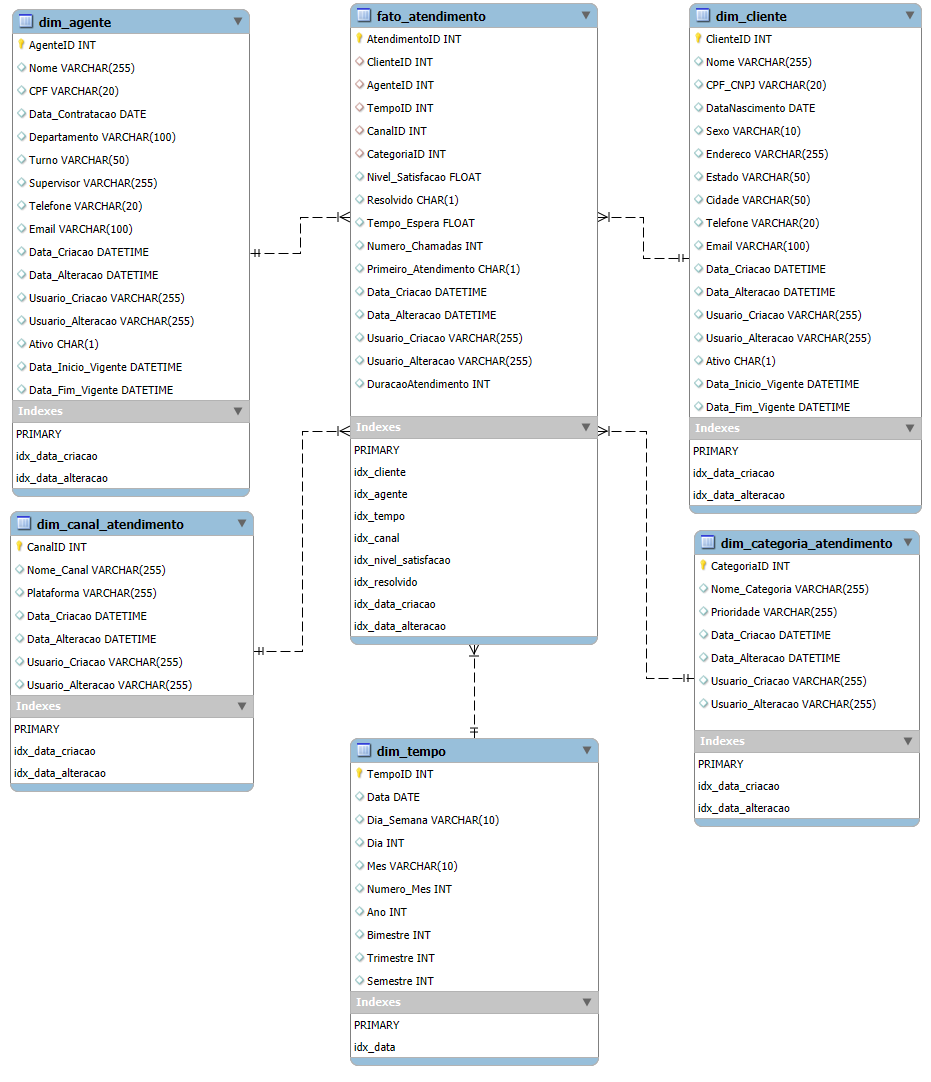 dim_agente
AgenteID INT
Nome VARCHAR(255)
CPF VARCHAR(20)
Data_Contratacao DATE
Departamento VARCHAR(100)
Turno VARCHAR(50)
Supervisor VARCHAR(255)
Telefone VARCHAR(20)
Email VARCHAR(100)
Data_Criacao DATETIME
Data_Alteracao DATETIME
Usuario_Criacao VARCHAR(255)
Usuario_Alteracao VARCHAR(255)
Ativo CHAR(1)
Data_Inicio_Vigente DATETIME
Data_Fim_Vigente DATETIME
Indexes
PRIMARY
idx_data_criacao
idx_data_alteracao
fato_atendimento
AtendimentoID INT
ClienteID INT
AgenteID INT
TempoID INT
CanalID INT
CategoriaID INT
Nivel_Satisfacao FLOAT
Resolvido CHAR(1)
Tempo_Espera FLOAT
Numero_Chamadas INT
Primeiro_Atendimento CHAR(1)
Data_Criacao DATETIME
Data_Alteracao DATETIME
Usuario_Criacao VARCHAR(255)
Usuario_Alteracao VARCHAR(255)
DuracaoAtendimento INT
Indexes
PRIMARY
idx_cliente
idx_agente
idx_tempo
idx_canal
idx_nivel_satisfacao
idx_resolvido
idx_data_criacao
idx_data_alteracao
dim_cliente
ClienteID INT
Nome VARCHAR(255)
CPF_CNPJ VARCHAR(20)
DataNascimento DATE
Sexo VARCHAR(10)
Endereco VARCHAR(255)
Estado VARCHAR(50)
Cidade VARCHAR(50)
Telefone VARCHAR(20)
Email VARCHAR(100)
Data_Criacao DATETIME
Data_Alteracao DATETIME
Usuario_Criacao VARCHAR(255)
Usuario_Alteracao VARCHAR(255)
Ativo CHAR(1)
Data_Inicio_Vigente DATETIME
Data_Fim_Vigente DATETIME
Indexes
PRIMARY
idx_data_criacao
idx_data_alteracao
dim_canal_atendimento
CanalID INT
Nome_Canal VARCHAR(255)
Plataforma VARCHAR(255)
Data_Criacao DATETIME
Data_Alteracao DATETIME
Usuario_Criacao VARCHAR(255)
Usuario_Alteracao VARCHAR(255)
Indexes
PRIMARY
idx_data_criacao
idx_data_alteracao
dim_categoria_atendimento
CategoriaID INT
Nome_Categoria VARCHAR(255)
Prioridade VARCHAR(255)
Data_Criacao DATETIME
Data_Alteracao DATETIME
Usuario_Criacao VARCHAR(255)
Usuario_Alteracao VARCHAR(255)
Indexes
PRIMARY
idx_data_criacao
idx_data_alteracao
dim_tempo
TempoID INT
Data DATE
Dia_Semana VARCHAR(10)
Dia INT
Mes VARCHAR(10)
Numero_Mes INT
Ano INT
Bimestre INT
Trimestre INT
Semestre INT
Indexes
PRIMARY
idx_data